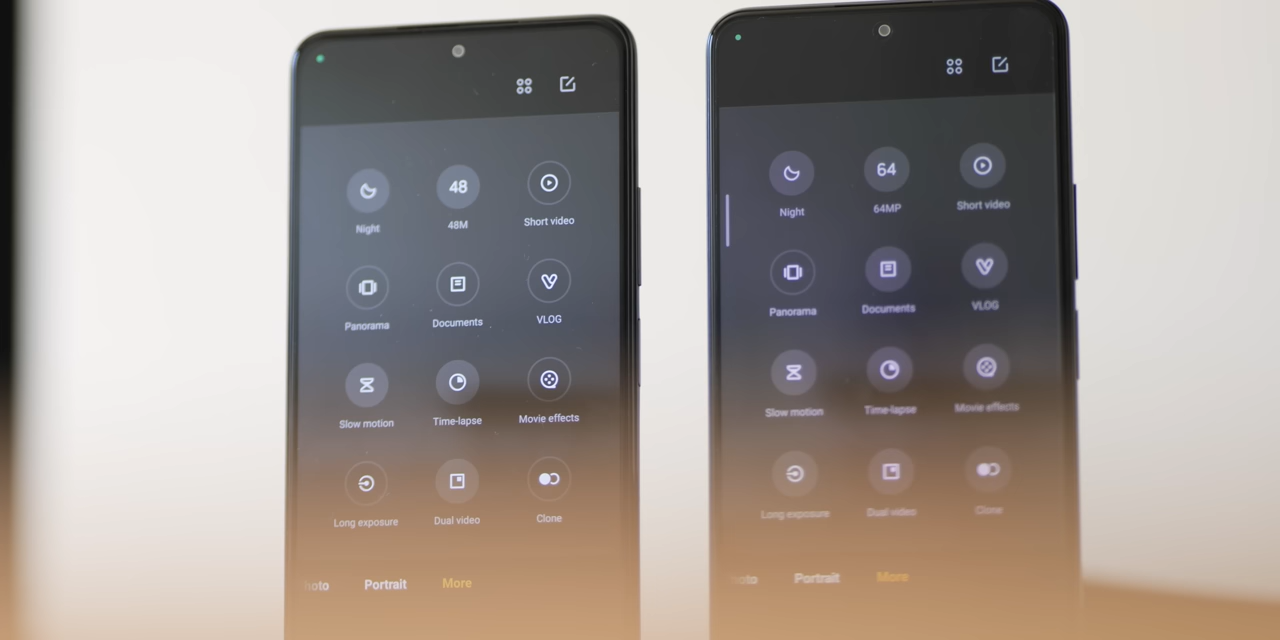 48
Night
48M
Short video
Panorama
Documents
VLOG
Slow motion
Time-lapse
Movie effects
Long exposure
Dual video
Clone
hoto
Portrait
More
64
Night
64MP
Short video
Panorama
Documents
VLOG
Slow motion
Time-lapse
Movie effects
Long exposure
Dual video
Clone
oto
Portrait
More